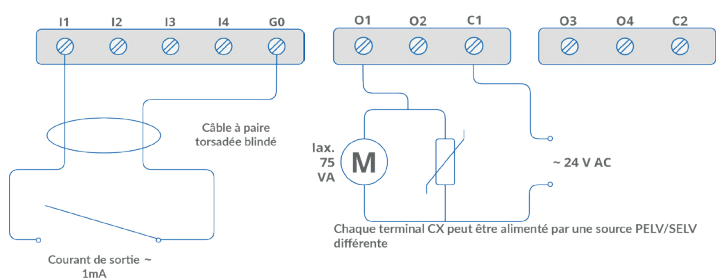 I1 I2 I3 I4 G0 O1 O2 C1 O3 O4 C2
Câble à paire
torsadée blindé
lax.
75
VA
M
~ 24 V AC
Chaque terminal CX peut être alimenté par une source PELV/SELV
différente
Courant de sortie ~
1mA